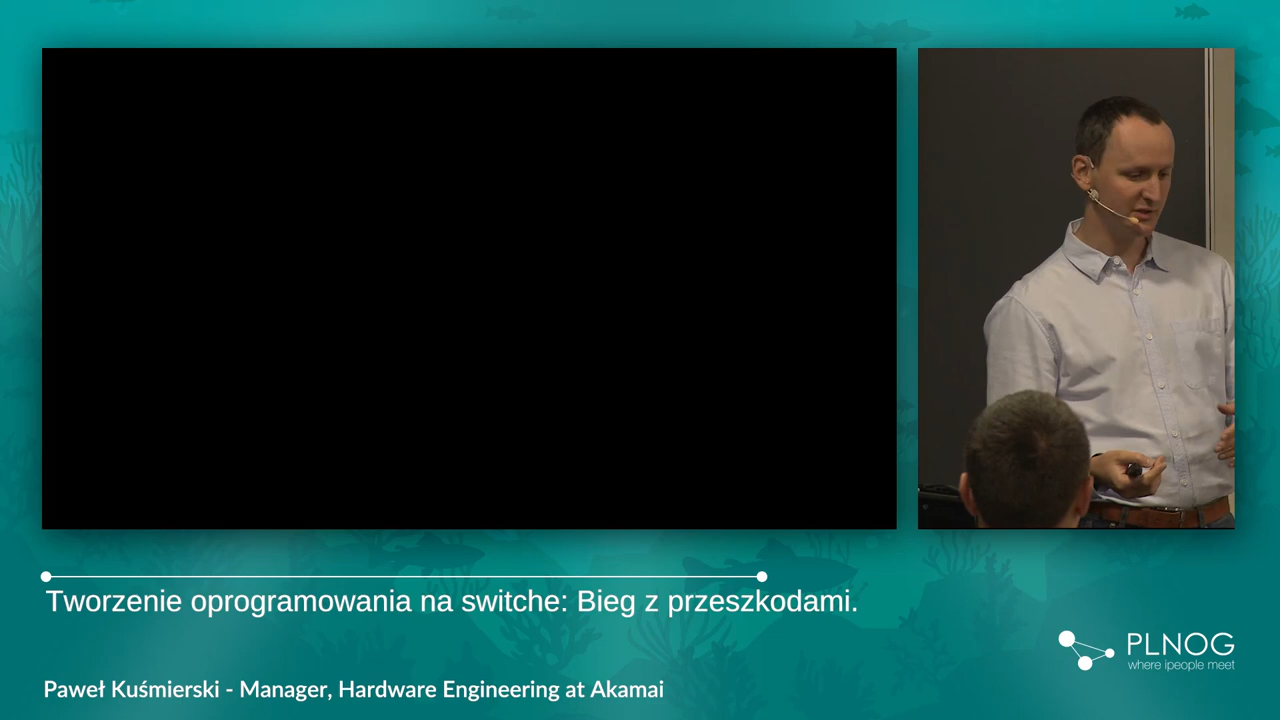 Tworzenie oprogramowania na switche: Bieg z przeszkodami.
PLNOG
where ipeople meet
Paweł Kuśmierski - Manager, Hardware Engineering at Akamai